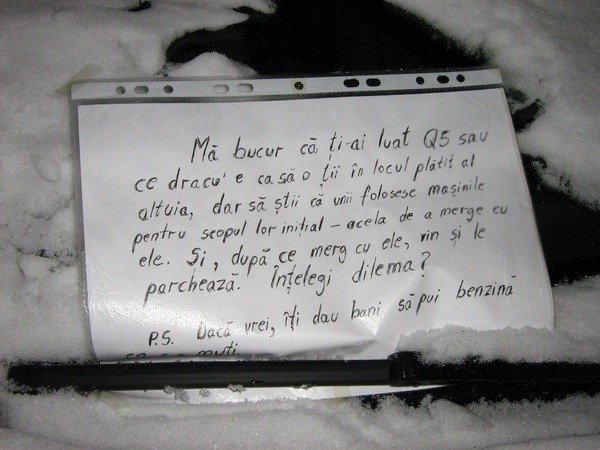 Mă bucur că ți-ai luat Q5 sau
ce dracu' e ca să o ții în locul plătit al
altuia, dar să știi că unii folosesc mașinile
pentru scopul lor inițial - acela de a merge cu
ele. Și, după ce merg cu ele, vin și le
parchează. Înțelegi dilema?
P.S. Dacă vrei, îți dau bani să pui benzină
muți